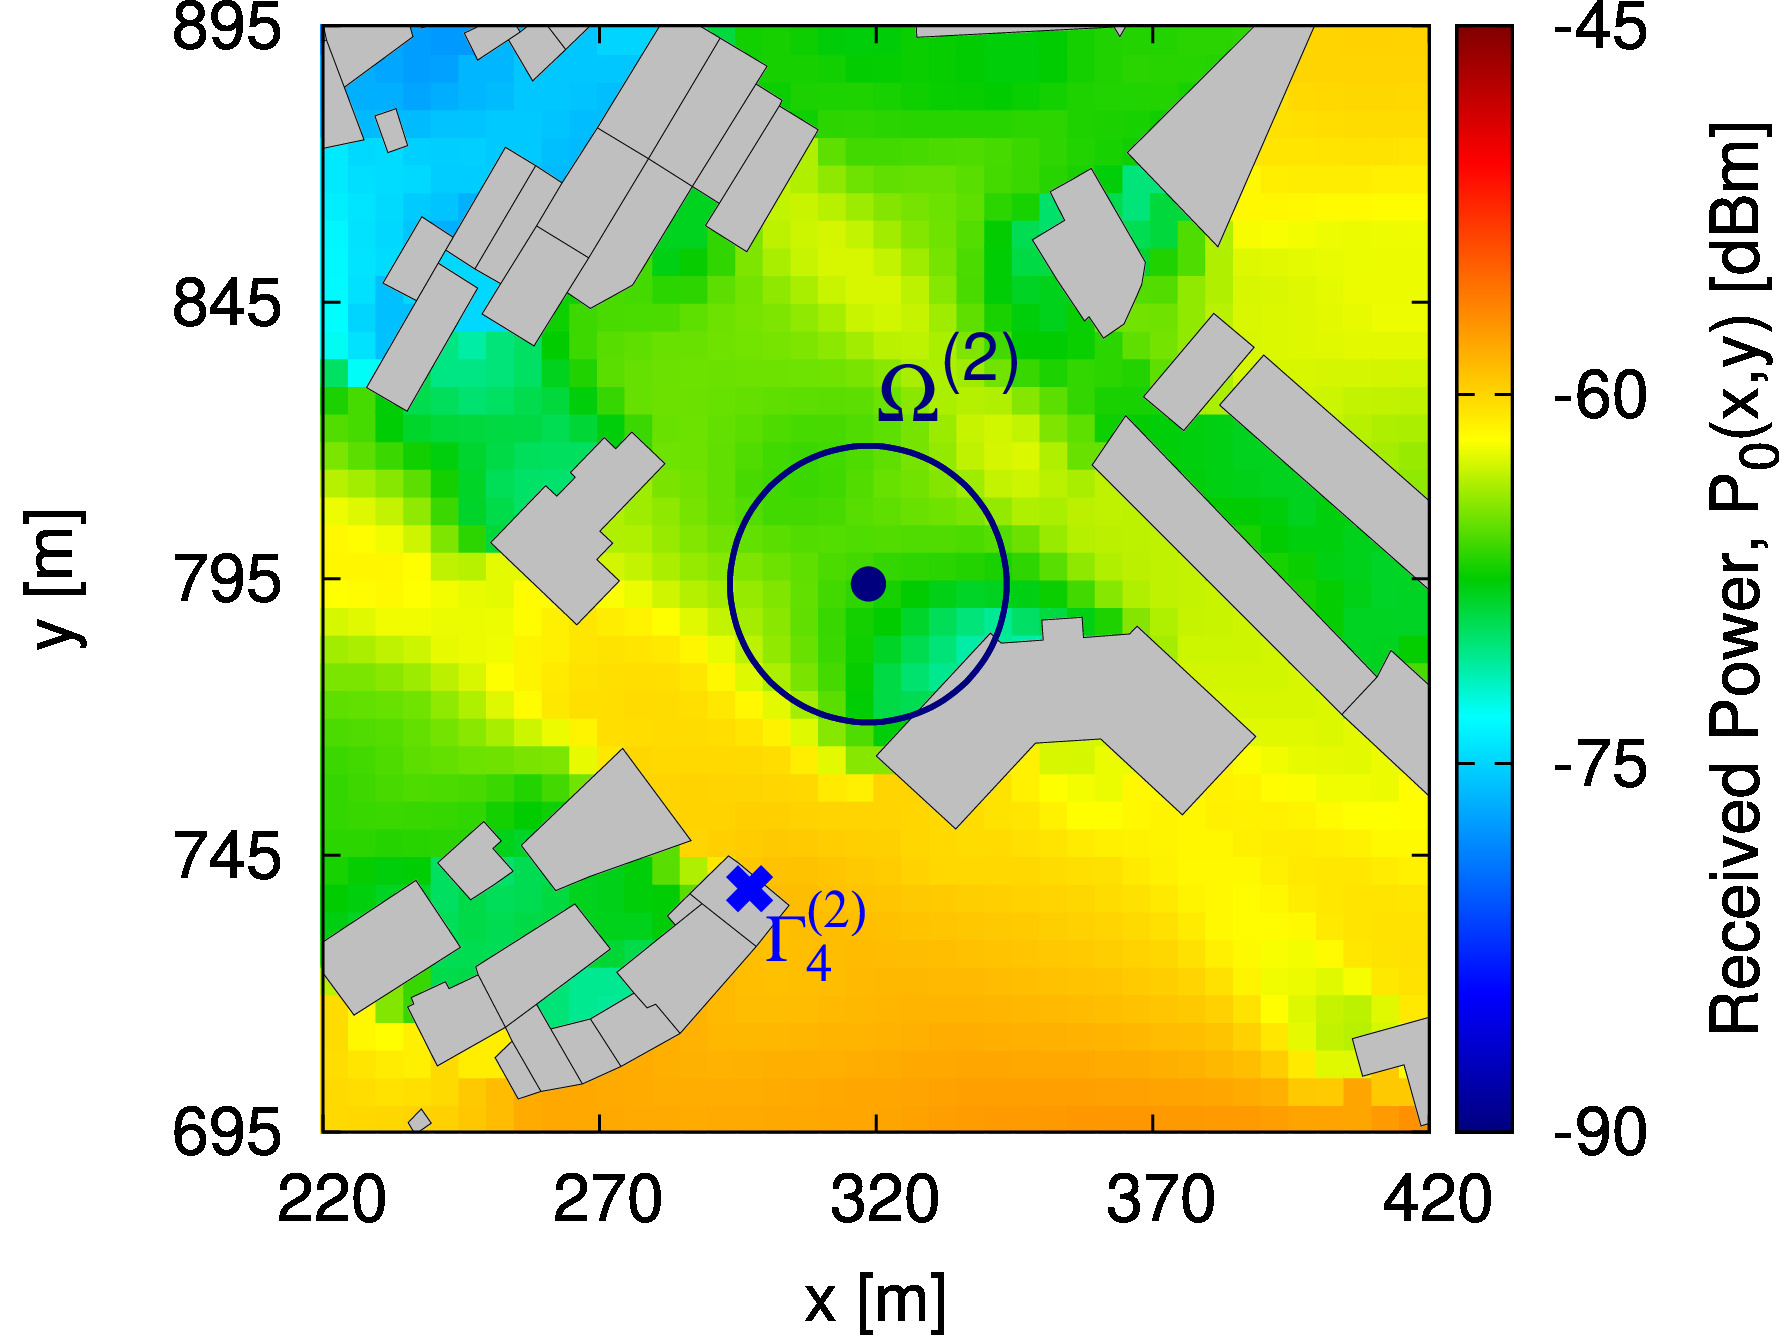 895
845
795
745
695
220 270 320 370 420
x [m]
y [m]
Ω(2)
Γ4(2)
-45
-60
-75
-90
Received Power, P0(x,y) [dBm]